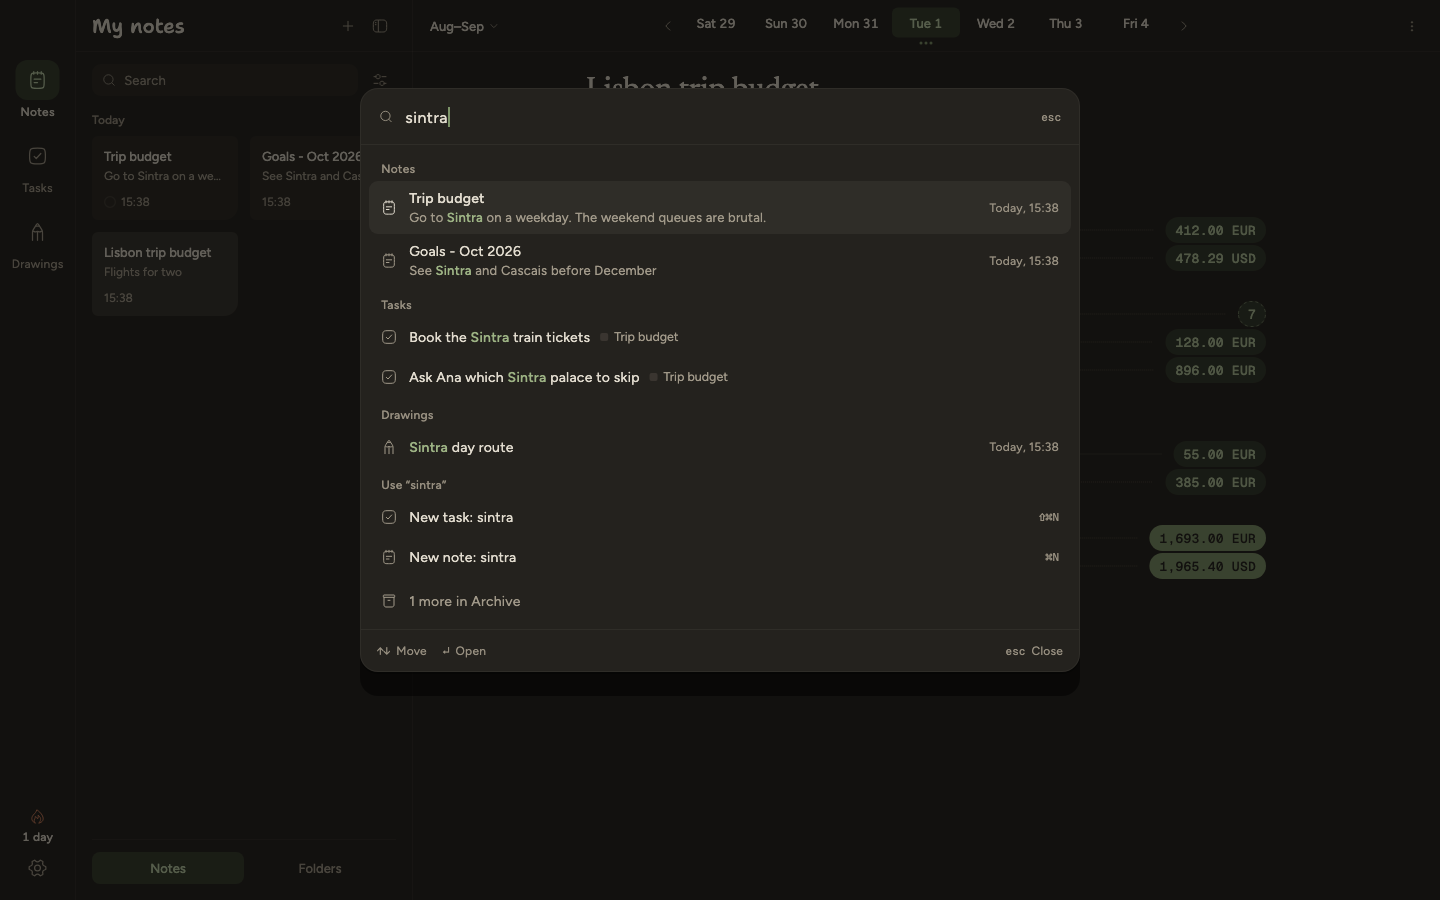 My notes
Aug–Sep
Sat 29
Sun 30
Mon 31
Tue 1
Wed 2
Thu 3
Fri 4
Lisbon trip budget
Notes
Tasks
Drawings
Search
Today
Trip budget
Go to Sintra on a we...
15:38
Goals - Oct 2026
See Sintra and Cas
15:38
Lisbon trip budget
Flights for two
15:38
sintra
esc
Notes
Trip budget
Go to Sintra on a weekday. The weekend queues are brutal.
Today, 15:38
Goals - Oct 2026
See Sintra and Cascais before December
Today, 15:38
Tasks
Book the Sintra train tickets Trip budget
Ask Ana which Sintra palace to skip Trip budget
Drawings
Sintra day route
Today, 15:38
Use “sintra”
New task: sintra
⇧⌘N
New note: sintra
⌘N
1 more in Archive
Move
Open
esc Close
412.00 EUR
478.29 USD
7
128.00 EUR
896.00 EUR
55.00 EUR
385.00 EUR
1,693.00 EUR
1,965.40 USD
1 day
Notes
Folders